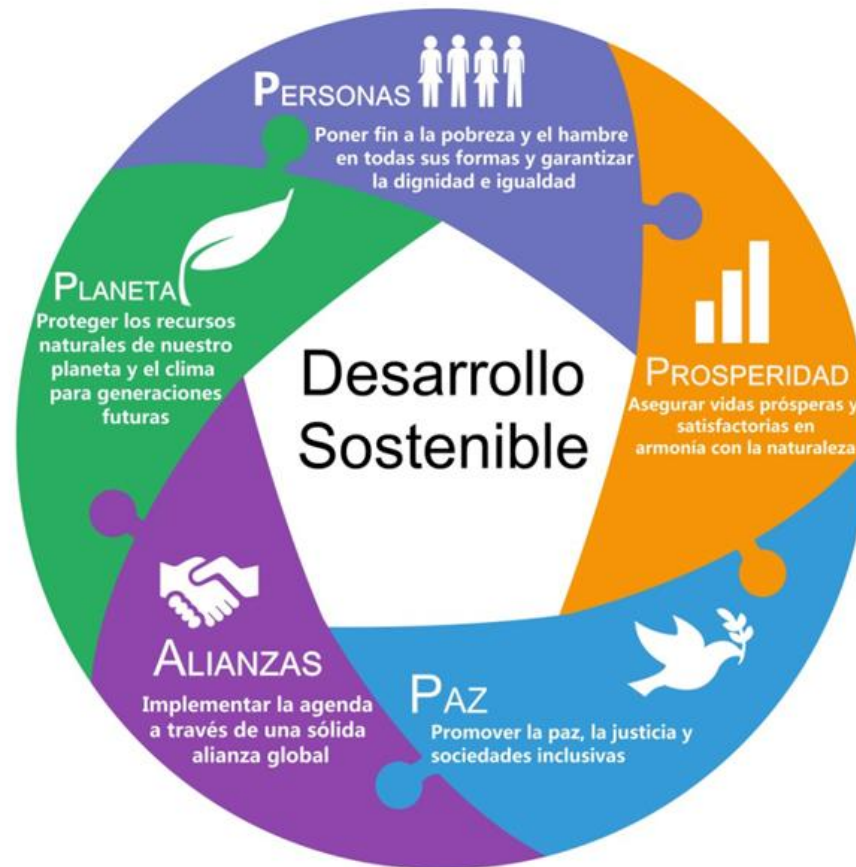 PERSONAS
Poner fin a la pobreza y el hambre
en todas sus formas y garantizar
la dignidad e igualdad
PLANETA
Proteger los recursos
naturales de nuestro
planeta y el clima
para generaciones
futuras
Desarrollo
Sostenible
PROSPERIDAD
Asegurar vidas prósperas y
satisfactorias en
armonía con la naturaleza
ALIANZAS
Implementar la agenda
a través de una sólida
alianza global
PAZ
Promover la paz, la justicia y
sociedades inclusivas